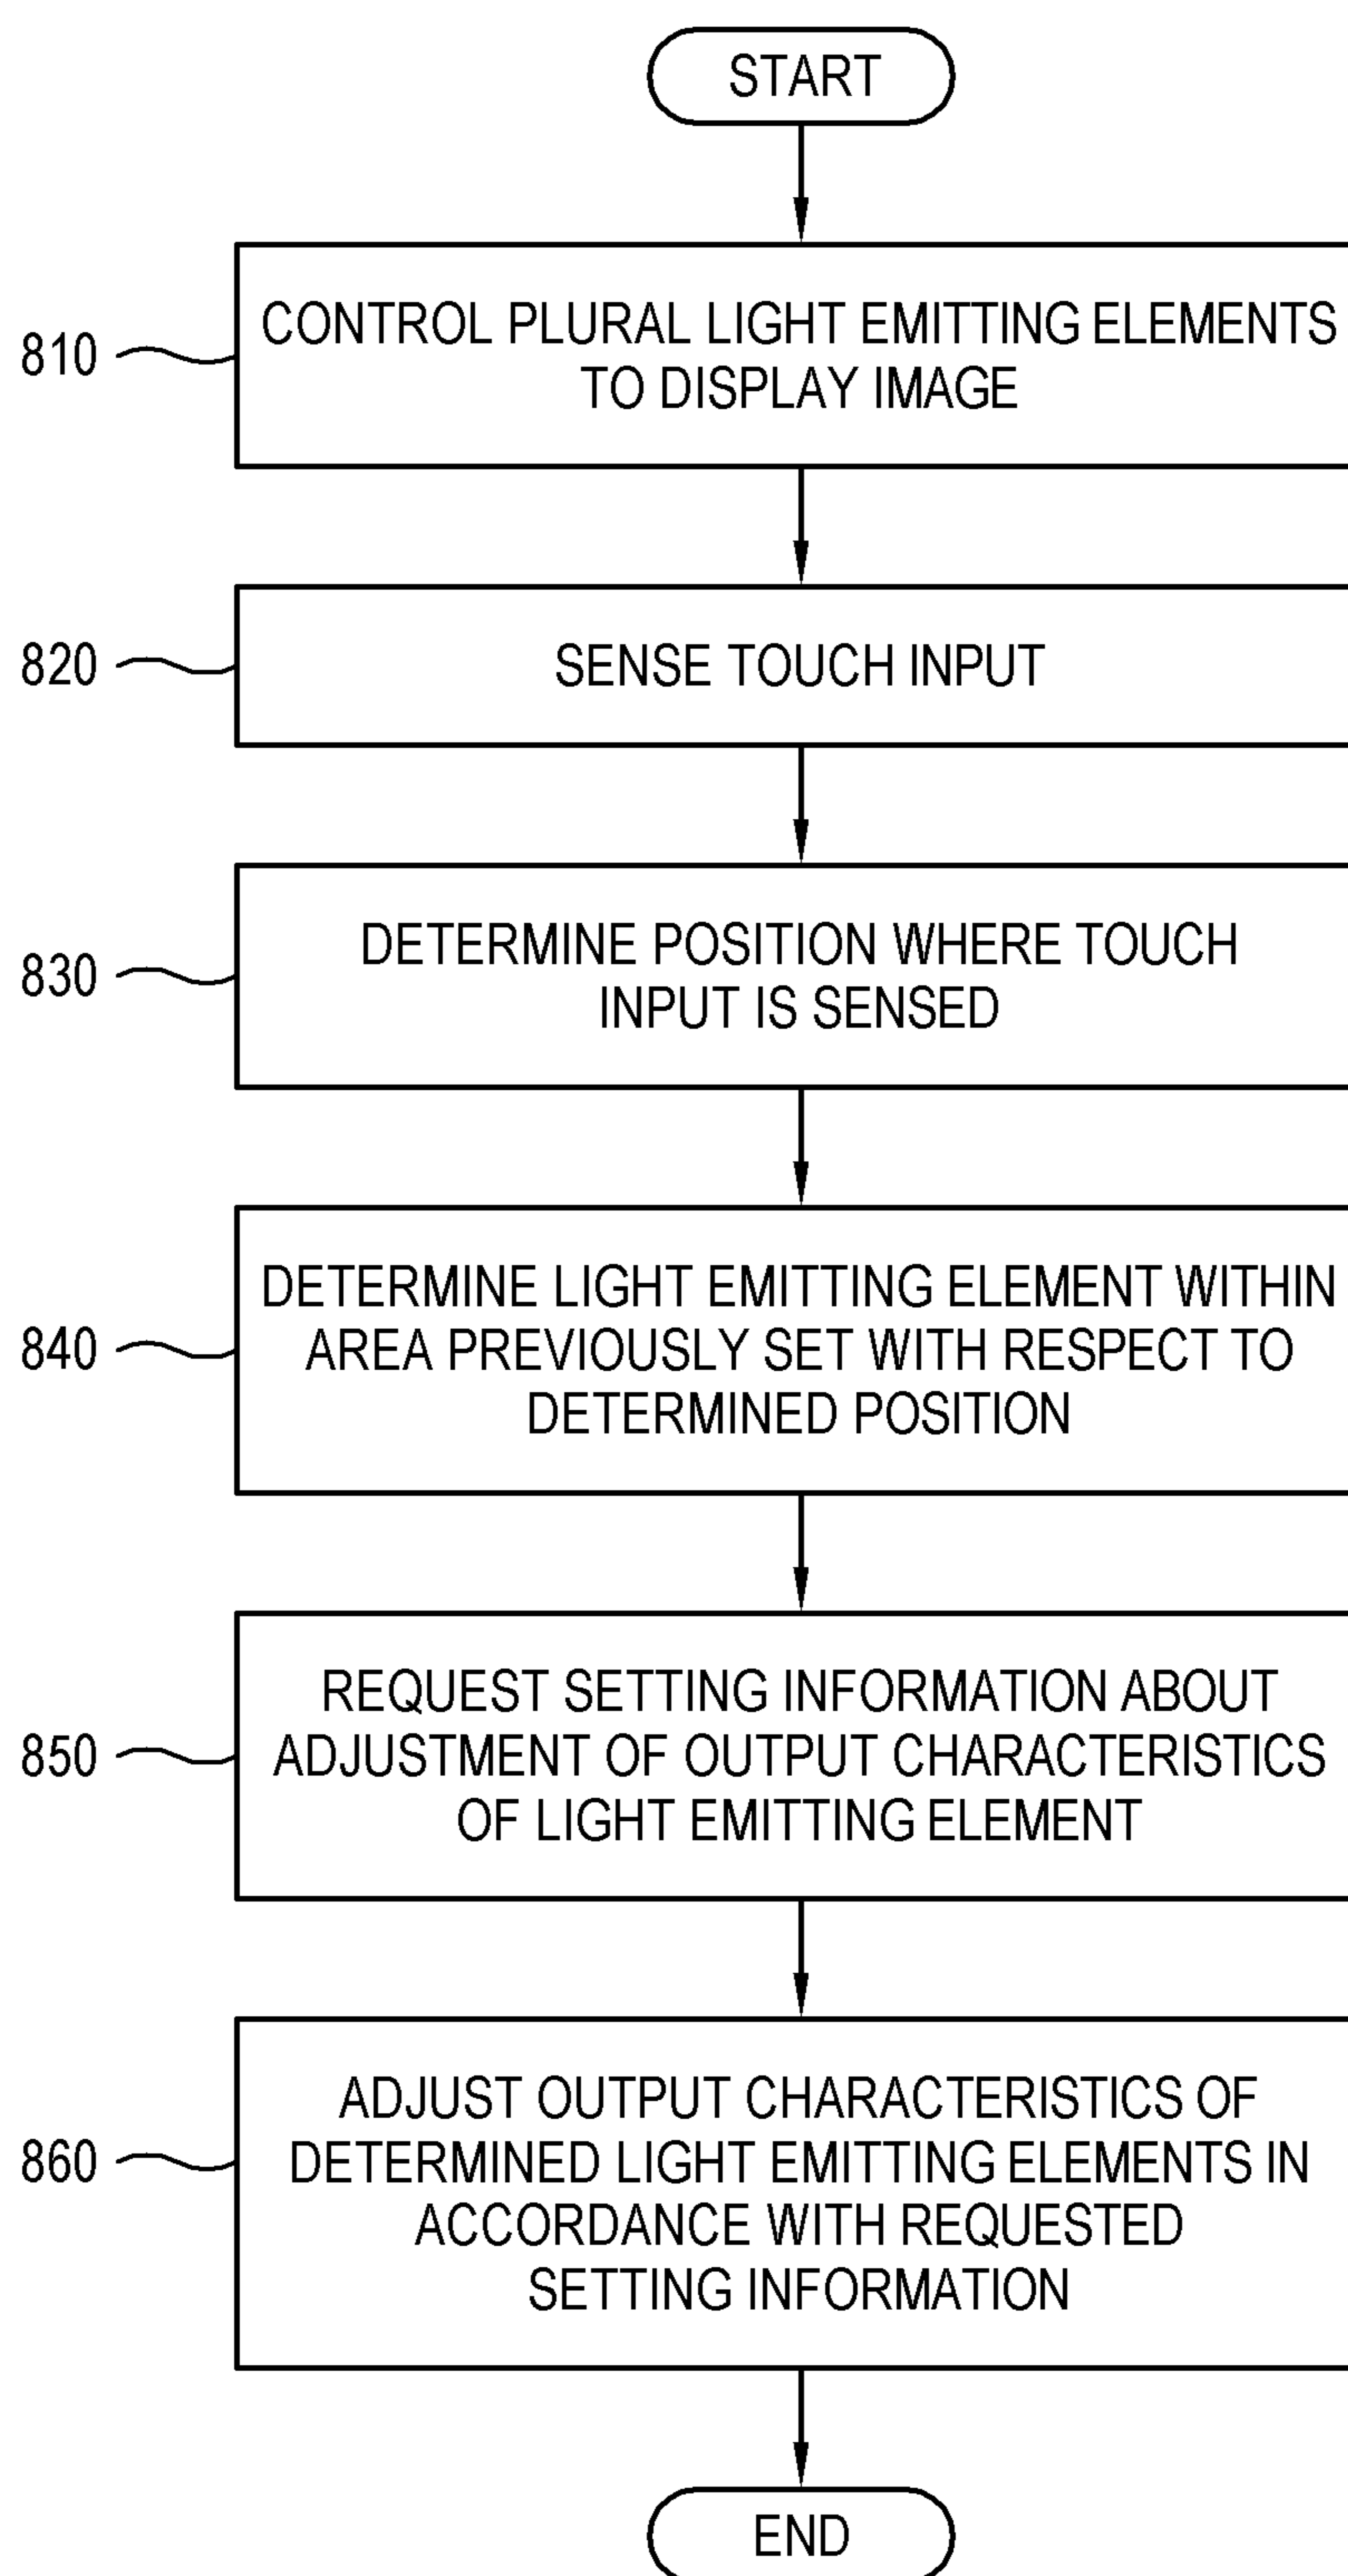 START
810
CONTROL PLURAL LIGHT EMITTING ELEMENTS
TO DISPLAY IMAGE
820
SENSE TOUCH INPUT
830
DETERMINE POSITION WHERE TOUCH
INPUT IS SENSED
840
DETERMINE LIGHT EMITTING ELEMENT WITHIN
AREA PREVIOUSLY SET WITH RESPECT TO
DETERMINED POSITION
850
REQUEST SETTING INFORMATION ABOUT
ADJUSTMENT OF OUTPUT CHARACTERISTICS
OF LIGHT EMITTING ELEMENT
860
ADJUST OUTPUT CHARACTERISTICS OF
DETERMINED LIGHT EMITTING ELEMENTS IN
ACCORDANCE WITH REQUESTED
SETTING INFORMATION
END